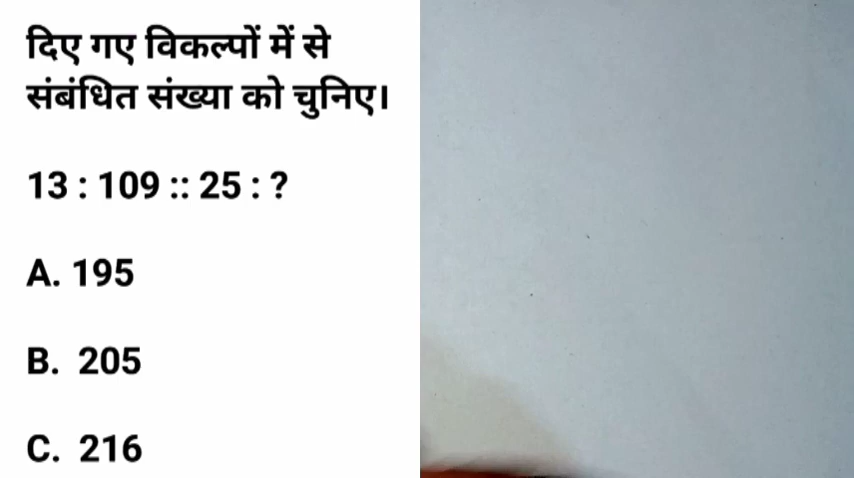 दिए गए विकल्पों में से
संबंधित संख्या को चुनिए।
13 : 109 :: 25 : ?
A. 195
B. 205
C. 216